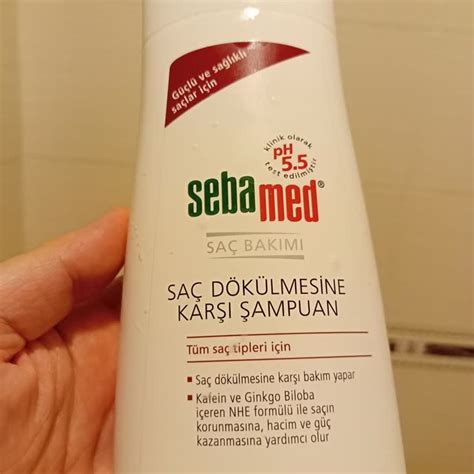 Güçlü ve sağlıklı
saçlar için
klinik olarak
pH
5.5
test edilmiştir
sebamed®
SAÇ BAKIMI
SAÇ DÖKÜLMESİNE
KARŞI ŞAMPUAN
Tüm saç tipleri için
▪ Saç dökülmesine karşı bakım yapar
▪ Kafein ve Ginkgo Biloba
içeren NHE formülü ile saçın
korunmasına, hacim ve güç
kazanmasına yardımcı olur